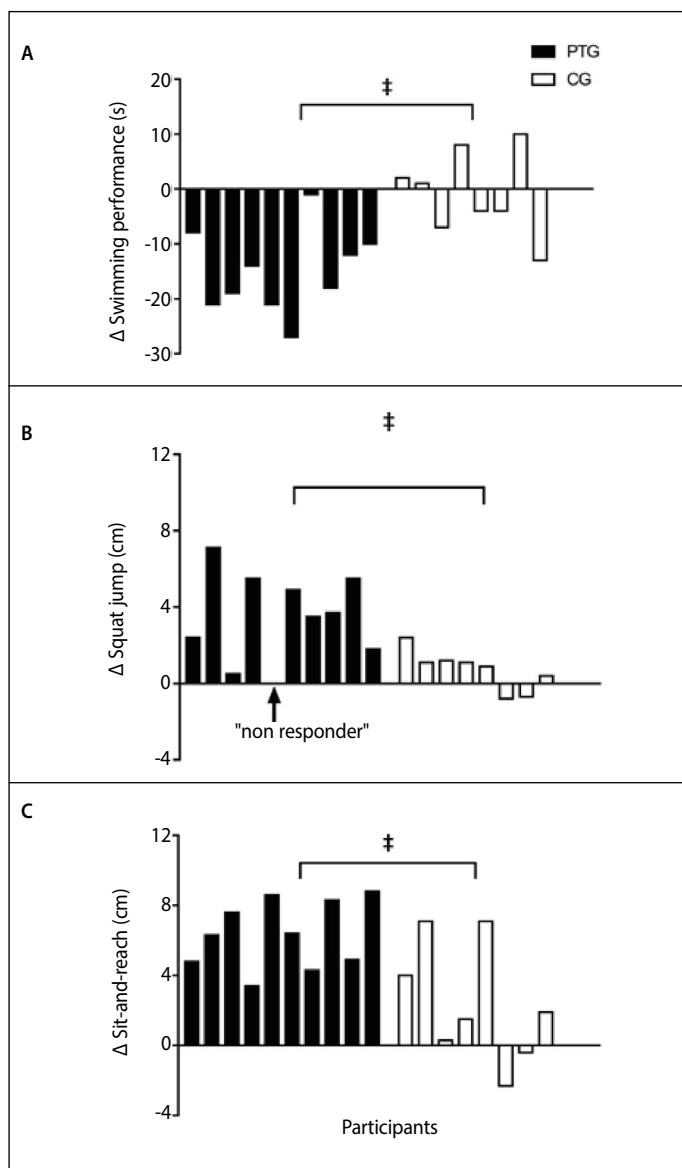 A
PTG
CG
‡
20
10
0
-10
-20
-30
Δ Swimming performance (s)
B
‡
12
8
4
0
-4
Δ Squat jump (cm)
"non responder"
C
‡
12
8
4
0
-4
Δ Sit-and-reach (cm)
Participants